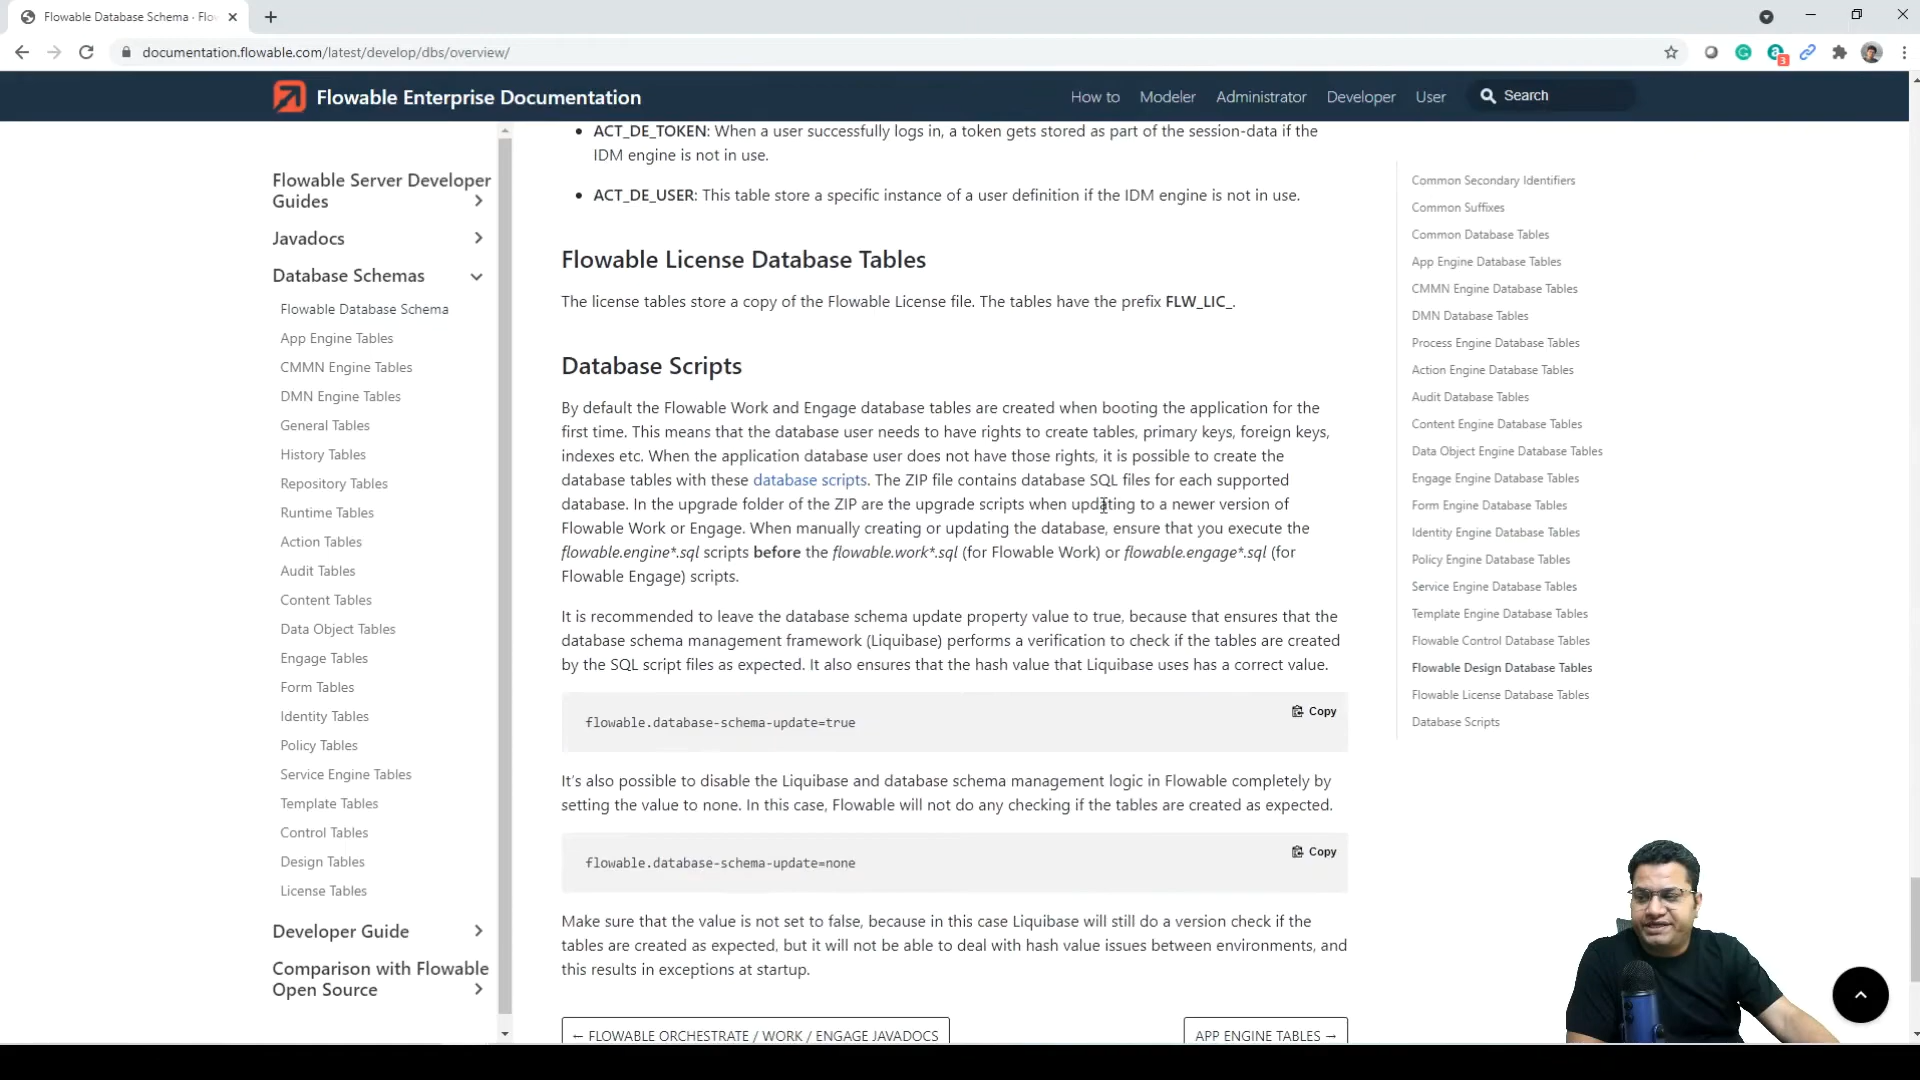 Flowable Database Schema · Flo
documentation.flowable.com/latest/develop/dbs/overview/
3
Flowable Enterprise Documentation
How to
Modeler
Administrator
Developer
User
Search
Flowable Server Developer
Guides
Javadocs
Database Schemas
Flowable Database Schema
App Engine Tables
CMMN Engine Tables
DMN Engine Tables
General Tables
History Tables
Repository Tables
Runtime Tables
Action Tables
Audit Tables
Content Tables
Data Object Tables
Engage Tables
Form Tables
Identity Tables
Policy Tables
Service Engine Tables
Template Tables
Control Tables
Design Tables
License Tables
Developer Guide
Comparison with Flowable
Open Source
• ACT_DE_TOKEN: When a user successfully logs in, a token gets stored as part of the session-data if the
IDM engine is not in use.
• ACT_DE_USER: This table store a specific instance of a user definition if the IDM engine is not in use.
Flowable License Database Tables
The license tables store a copy of the Flowable License file. The tables have the prefix FLW_LIC_.
Database Scripts
By default the Flowable Work and Engage database tables are created when booting the application for the
first time. This means that the database user needs to have rights to create tables, primary keys, foreign keys,
indexes etc. When the application database user does not have those rights, it is possible to create the
database tables with these database scripts. The ZIP file contains database SQL files for each supported
database. In the upgrade folder of the ZIP are the upgrade scripts when updating to a newer version of
Flowable Work or Engage. When manually creating or updating the database, ensure that you execute the
flowable.engine*.sql scripts before the flowable.work*.sql (for Flowable Work) or flowable.engage*.sql (for
Flowable Engage) scripts.
It is recommended to leave the database schema update property value to true, because that ensures that the
database schema management framework (Liquibase) performs a verification to check if the tables are created
by the SQL script files as expected. It also ensures that the hash value that Liquibase uses has a correct value.
Copy
flowable.database-schema-update=true
It's also possible to disable the Liquibase and database schema management logic in Flowable completely by
setting the value to none. In this case, Flowable will not do any checking if the tables are created as expected.
Copy
flowable.database-schema-update=none
Make sure that the value is not set to false, because in this case Liquibase will still do a version check if the
tables are created as expected, but it will not be able to deal with hash value issues between environments, and
this results in exceptions at startup.
← FLOWABLE ORCHESTRATE / WORK / ENGAGE JAVADOCS
APP ENGINE TABLES →
Common Secondary Identifiers
Common Suffixes
Common Database Tables
App Engine Database Tables
CMMN Engine Database Tables
DMN Database Tables
Process Engine Database Tables
Action Engine Database Tables
Audit Database Tables
Content Engine Database Tables
Data Object Engine Database Tables
Engage Engine Database Tables
Form Engine Database Tables
Identity Engine Database Tables
Policy Engine Database Tables
Service Engine Database Tables
Template Engine Database Tables
Flowable Control Database Tables
Flowable Design Database Tables
Flowable License Database Tables
Database Scripts